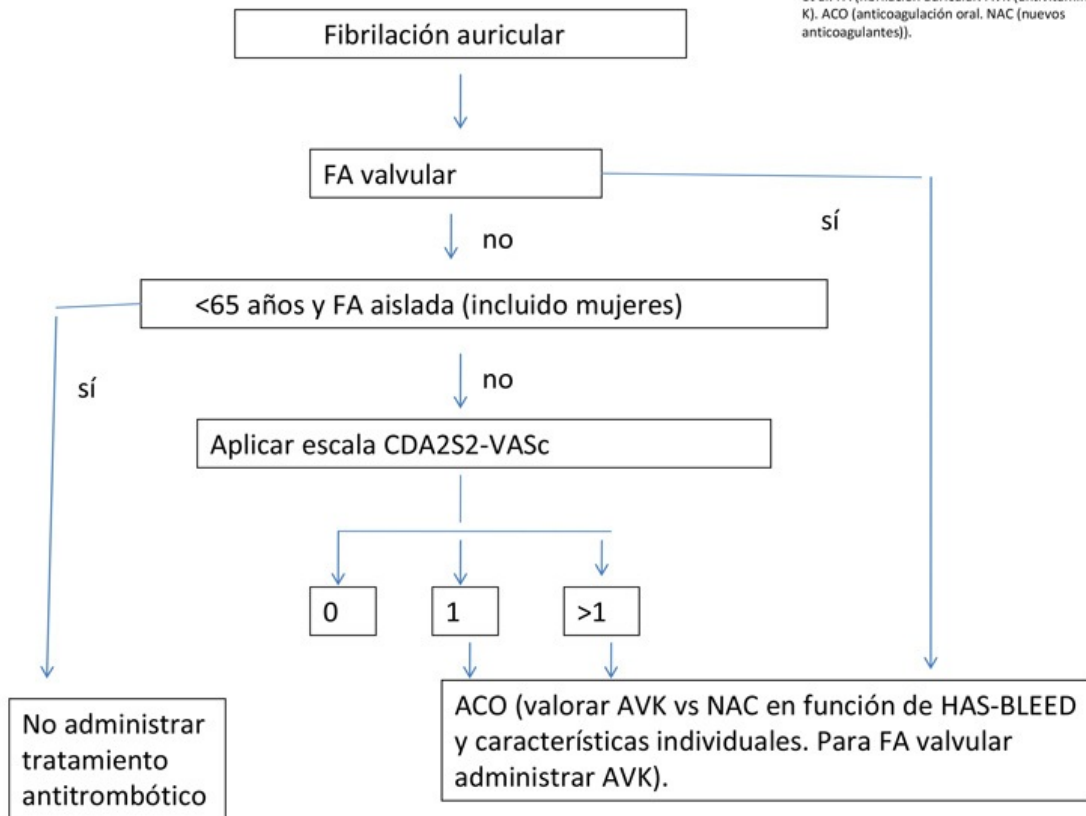 K). ACO (anticoagulación oral. NAC (nuevos
anticoagulantes)).
Fibrilación auricular
FA valvular
no
sí
<65 años y FA aislada (incluido mujeres)
sí
no
Aplicar escala CDA2S2-VASc
0
1
>1
No administrar
tratamiento
antitrombótico
ACO (valorar AVK vs NAC en función de HAS-BLEED
y características individuales. Para FA valvular
administrar AVK).